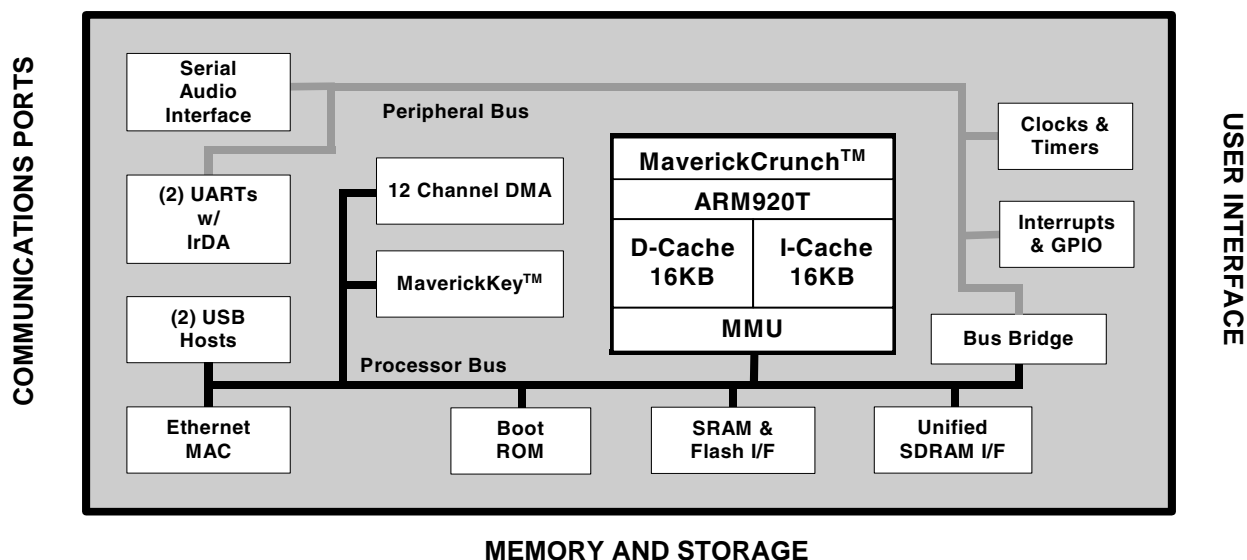 COMMUNICATIONS PORTS
Serial
Audio
Interface
Peripheral Bus
(2) UARTs
w/
IrDA
12 Channel DMA
MaverickKey™
(2) USB
Hosts
Processor Bus
Ethernet
MAC
Boot
ROM
SRAM &
Flash I/F
Unified
SDRAM I/F
MaverickCrunch™
ARM920T
D-Cache
16KB
I-Cache
16KB
MMU
Clocks &
Timers
Interrupts
& GPIO
Bus Bridge
USER INTERFACE
MEMORY AND STORAGE